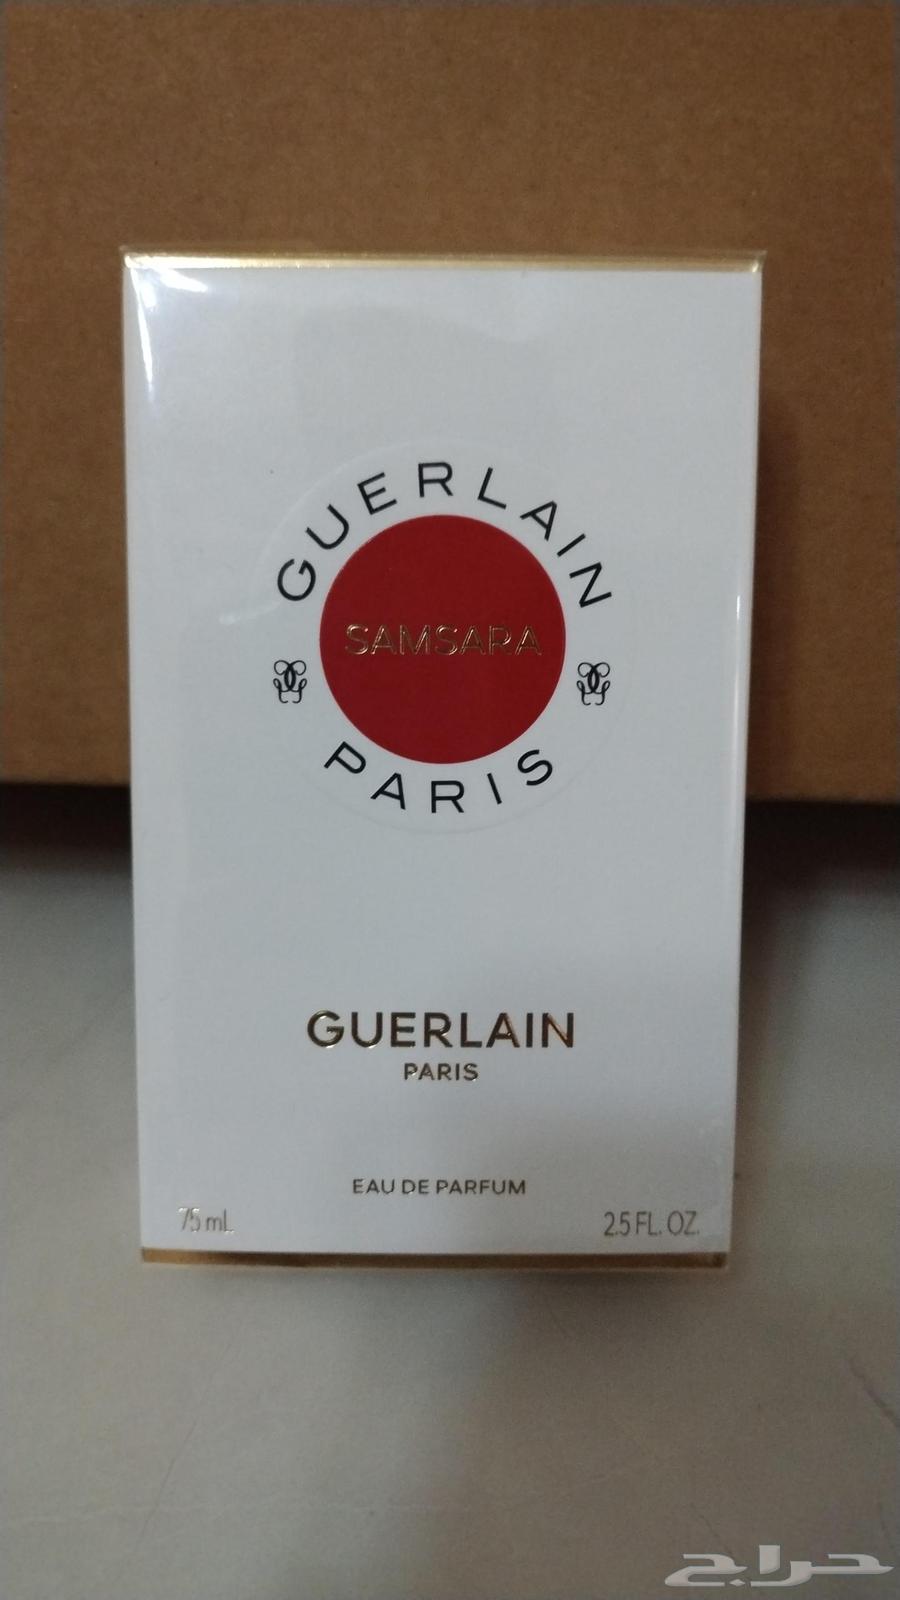 GUERLAIN
SAMSARA
PARIS
GUERLAIN
PARIS
EAU DE PARFUM
75 mL
2.5 FL. OZ.
حراج